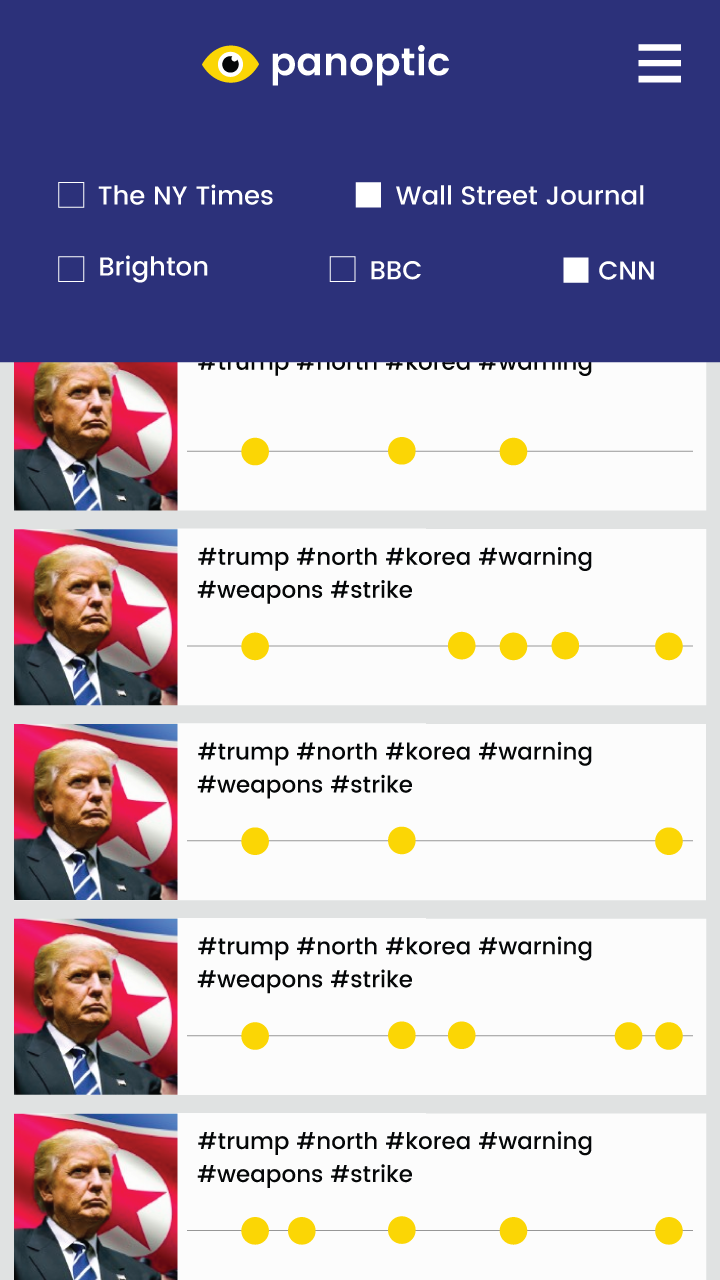 panoptic
The NY Times
Wall Street Journal
Brighton
BBC
CNN
#trump #north #korea #warning
#trump #north #korea #warning
#weapons #strike
#trump #north #korea #warning
#weapons #strike
#trump #north #korea #warning
#weapons #strike
#trump #north #korea #warning
#weapons #strike